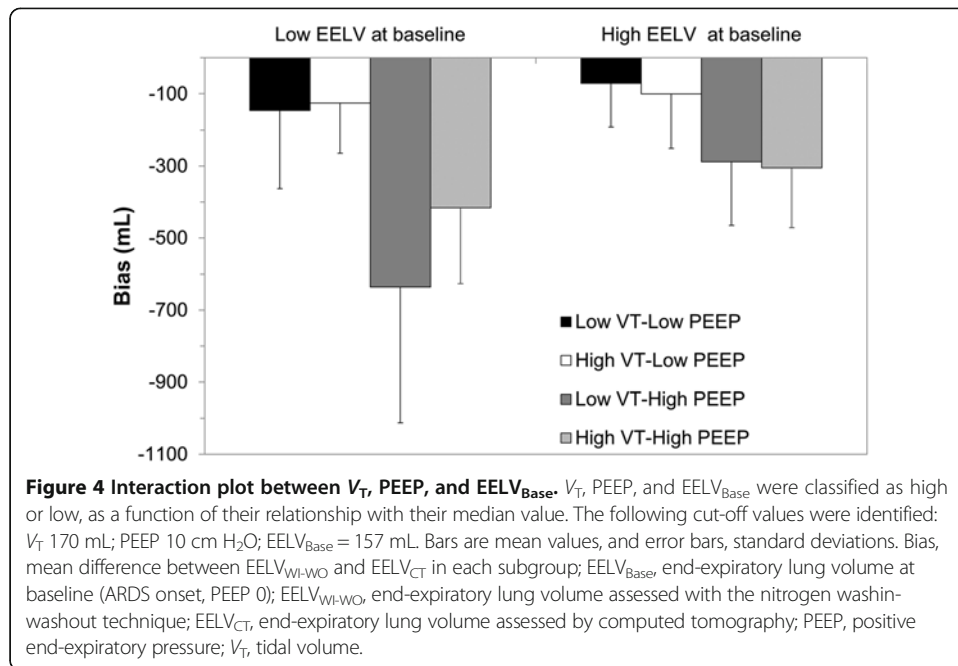 Low EELV at baseline High EELV at baseline
-100
-300
-500
-700
-900
-1100
Bias (mL)
Low VT-Low PEEP
High VT-Low PEEP
Low VT-High PEEP
High VT-High PEEP
Figure 4 Interaction plot between VT, PEEP, and EELVBase. VT, PEEP, and EELVBase were classified as high
or low, as a function of their relationship with their median value. The following cut-off values were identified:
VT 170 mL; PEEP 10 cm H2O; EELVBase = 157 mL. Bars are mean values, and error bars, standard deviations. Bias,
mean difference between EELVWI-WO and EELVCT in each subgroup; EELVBase, end-expiratory lung volume at
baseline (ARDS onset, PEEP 0); EELVWI-WO, end-expiratory lung volume assessed with the nitrogen washin-
washout technique; EELVCT, end-expiratory lung volume assessed by computed tomography; PEEP, positive
end-expiratory pressure; VT, tidal volume.